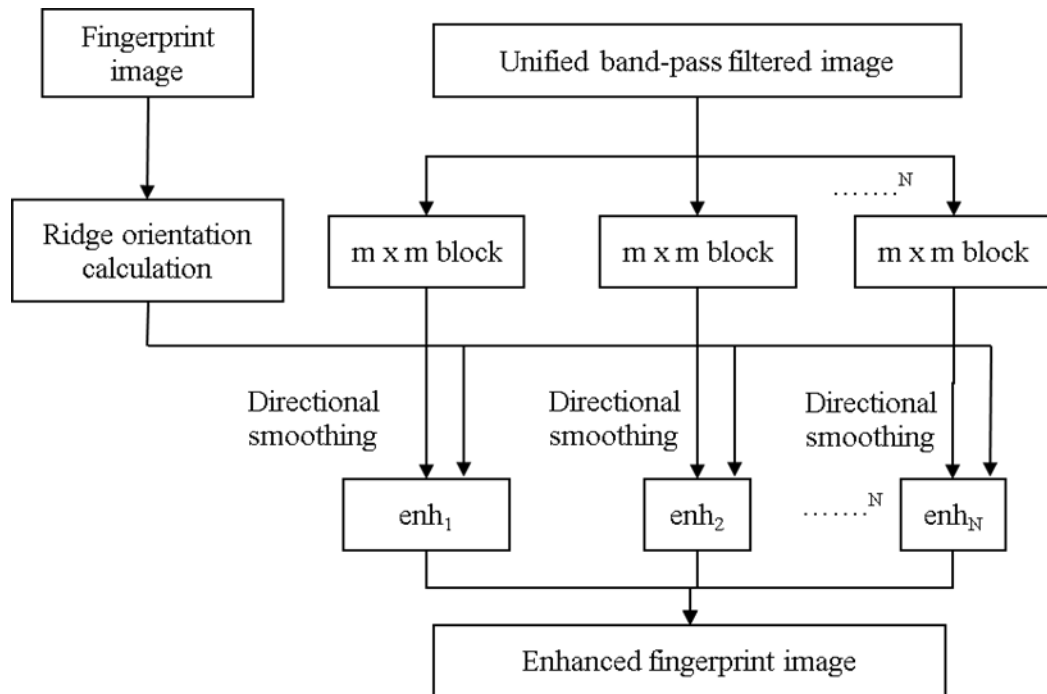 Fingerprint
image
Unified band-pass filtered image
.......N
Ridge orientation
calculation
m x m block
m x m block
m x m block
Directional
smoothing
Directional
smoothing
Directional
smoothing
enh₁
enh₂
.......N
enh_N
Enhanced fingerprint image